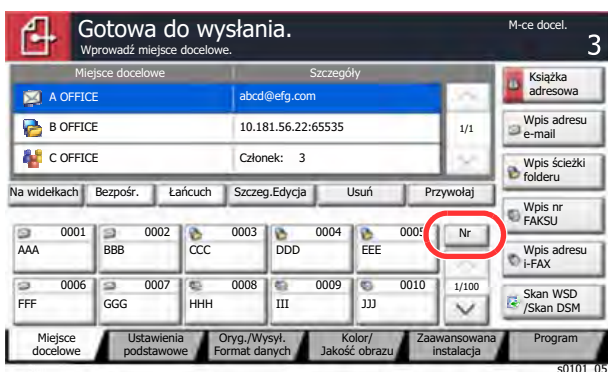 Gotowa do wysłania.
Wprowadź miejsce docelowe.
M-ce docel.
3
Miejsce docelowe Szczegóły
A OFFICE abcd@efg.com
B OFFICE 10.181.56.22:65535 1/1
C OFFICE Członek: 3
Na widełkach Bezpośr. Łańcuch Szczeg.Edycja Usuń Przywołaj
0001 0002 0003 0004 0005 Nr
AAA BBB CCC DDD EEE
0006 0007 0008 0009 0010 1/100
FFF GGG HHH III JJJ
Książka
adresowa
Wpis adresu
e-mail
Wpis ścieżki
folderu
Wpis nr
FAKSU
Wpis adresu
i-FAX
Skan WSD
/Skan DSM
Miejsce
docelowe
Ustawienia
podstawowe
Oryg./Wysył.
Format danych
Kolor/
Jakość obrazu
Zaawansowana
instalacja
Program
s0101_05